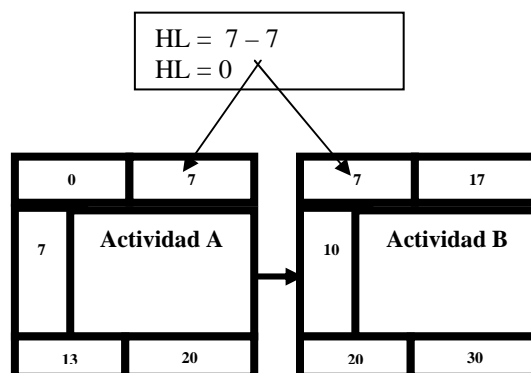 HL = 7 – 7
HL = 0
0 7
7 Actividad A
13 20
7 17
10 Actividad B
20 30